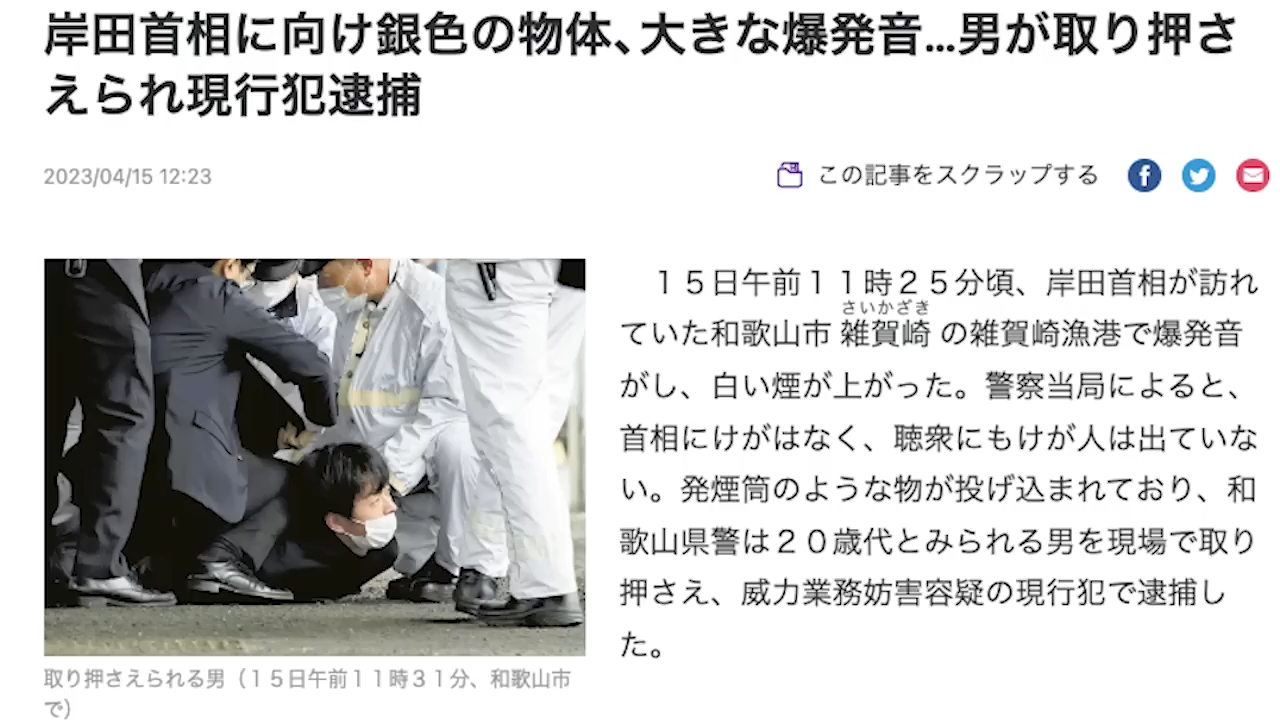 岸田首相に向け銀色の物体、大きな爆発音…男が取り押さ
えられ現行犯逮捕
2023/04/15 12:23
この記事をスクラップする
１５日午前１１時２５分頃、岸田首相が訪れ
さいかざき
ていた和歌山市 雑賀崎 の雑賀崎漁港で爆発音
がし、白い煙が上がった。警察当局によると、
首相にけがはなく、聴衆にもけが人は出ていな
い。発煙筒のような物が投げ込まれており、和
歌山県警は２０歳代とみられる男を現場で取り
押さえ、威力業務妨害容疑の現行犯で逮捕し
た。
取り押さえられる男（１５日午前１１時３１分、和歌山市
で）